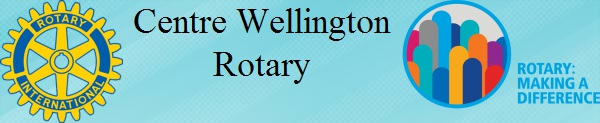 ROTARY
INTERNATIONAL
Centre Wellington
Rotary
ROTARY:
MAKING A
DIFFERENCE